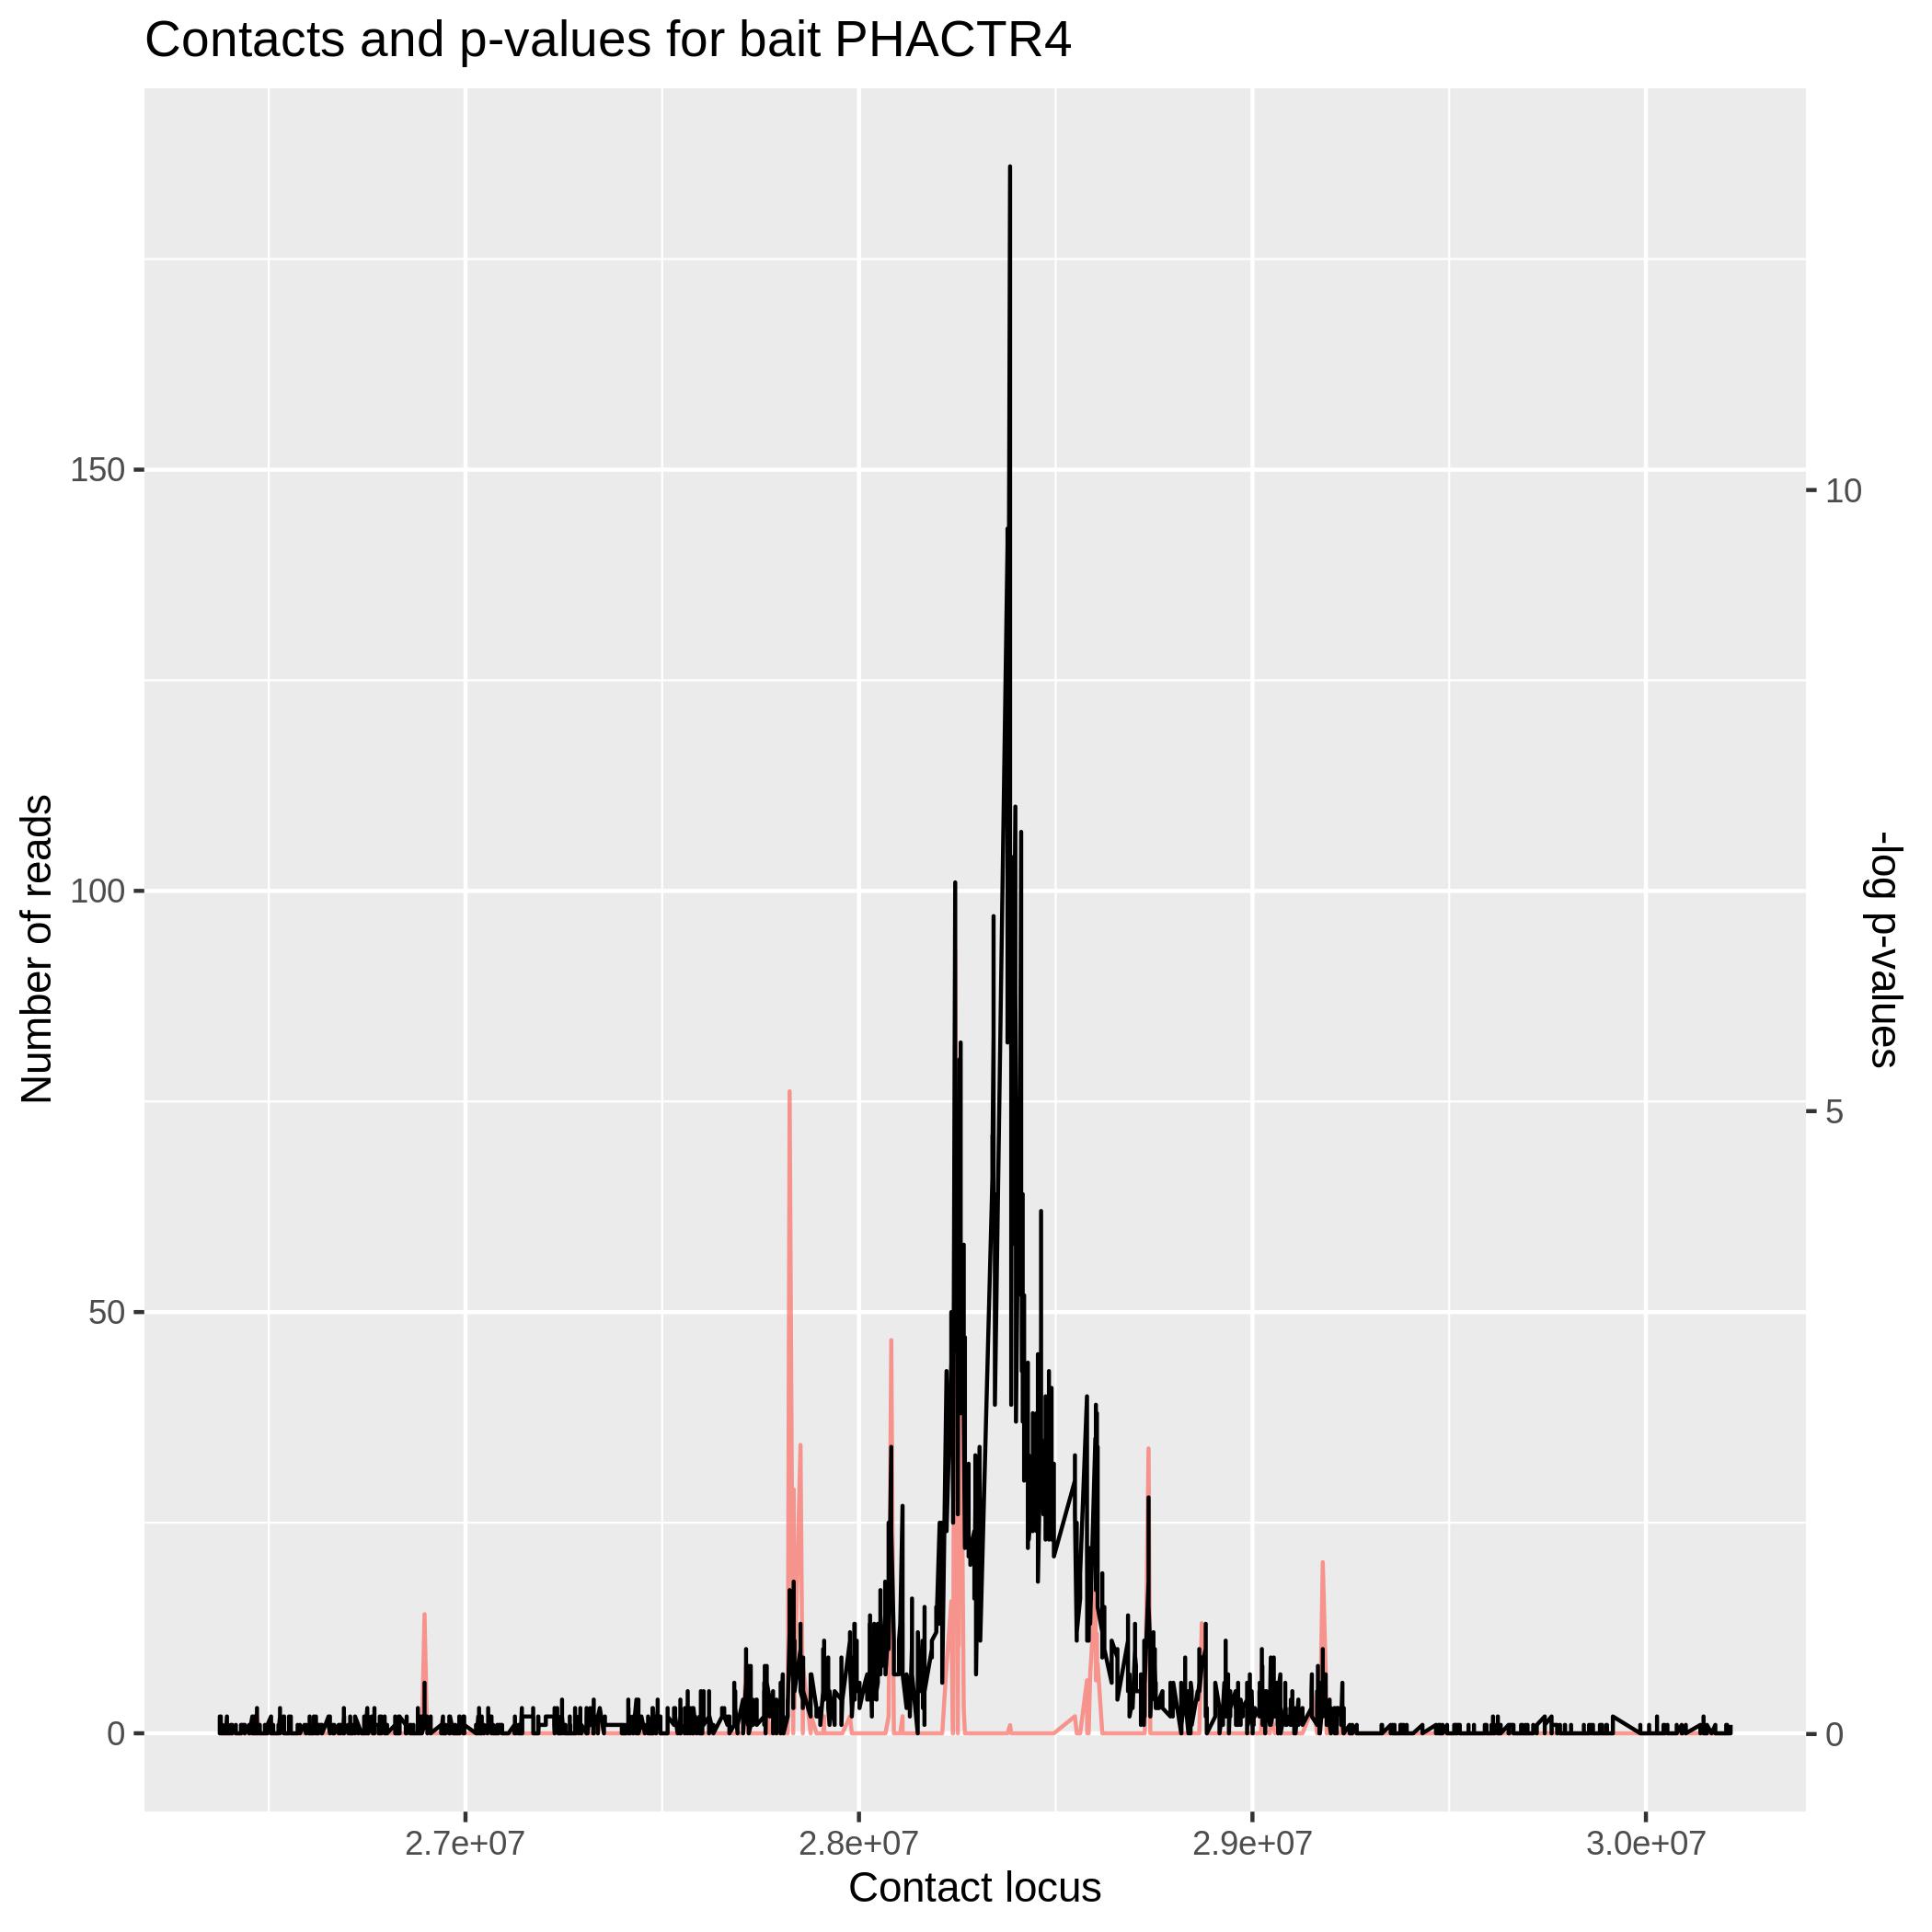 Contacts and p-values for bait PHACTR4
Number of reads
150
100
50
0
10
5
0
-log p-values
2.7e+07 2.8e+07 2.9e+07 3.0e+07
Contact locus